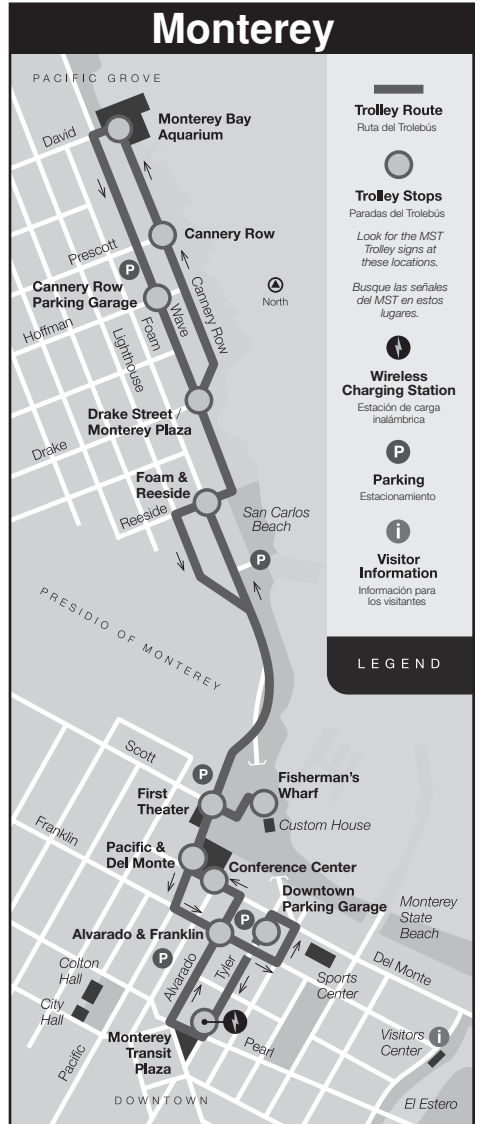 Monterey
PACIFIC GROVE
David
Monterey Bay
Aquarium
Prescott
Cannery Row
P
Cannery Row
Parking Garage
Hoffman
Lighthouse
Foam
Wave
Cannery Row
North
Drake Street /
Monterey Plaza
Drake
Foam &
Reeside
Reeside
San Carlos
Beach
P
PRESIDIO OF MONTEREY
Scott
P
First
Theater
Fisherman's
Wharf
Custom House
Franklin
Pacific &
Del Monte
Conference Center
Downtown
Parking Garage
P
Alvarado & Franklin
P
Alvarado
Tyler
Monterey
State
Beach
Del Monte
Sports
Center
Colton
Hall
City
Hall
Pacific
Monterey
Transit
Plaza
Pearl
Visitors
Center
i
DOWNTOWN
El Estero
Trolley Route
Ruta del Trolebús
Trolley Stops
Paradas del Trolebús
Look for the MST
Trolley signs at
these locations.
Busque las señales
del MST en estos
lugares.
Wireless
Charging Station
Estación de carga
inalámbrica
P
Parking
Estacionamiento
i
Visitor
Information
Información para
los visitantes
LEGEND